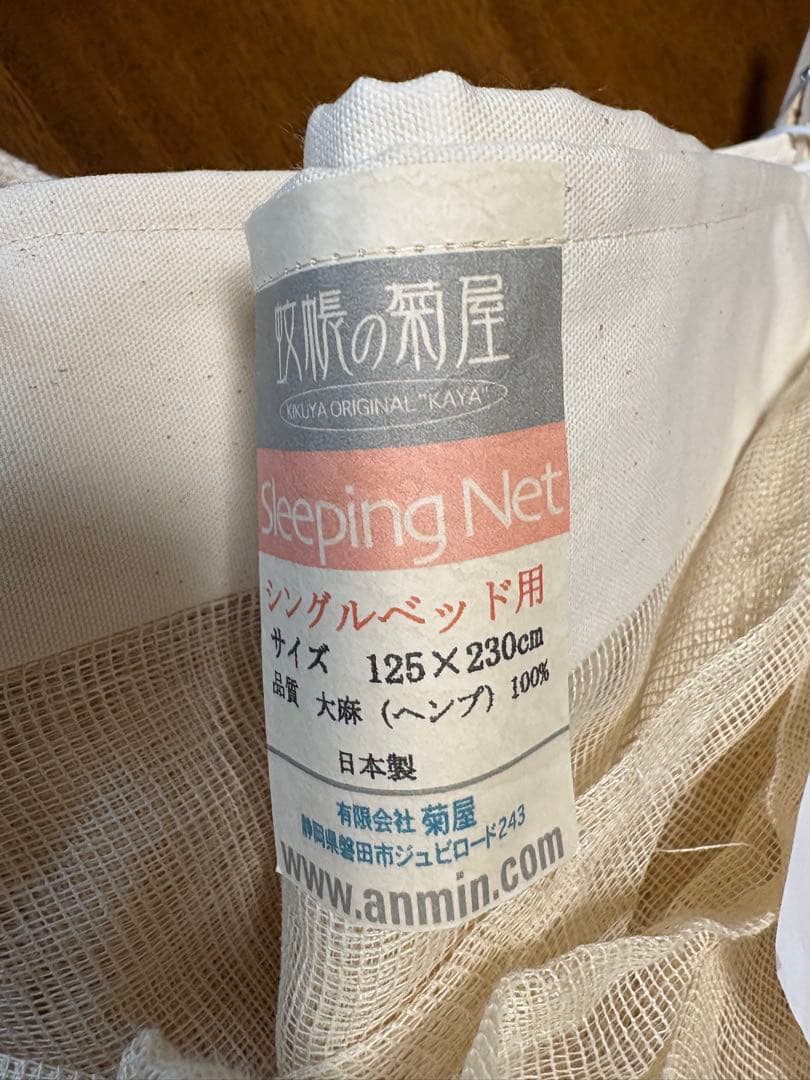 蚊帳の菊屋
KIKUYA ORIGINAL "KAYA"
Sleeping Net
シングルベッド用
サイズ 125×230cm
品質 大麻 (ヘンプ) 100%
日本製
有限会社 菊屋
静岡県磐田市ジュビロード243
www.anmin.com